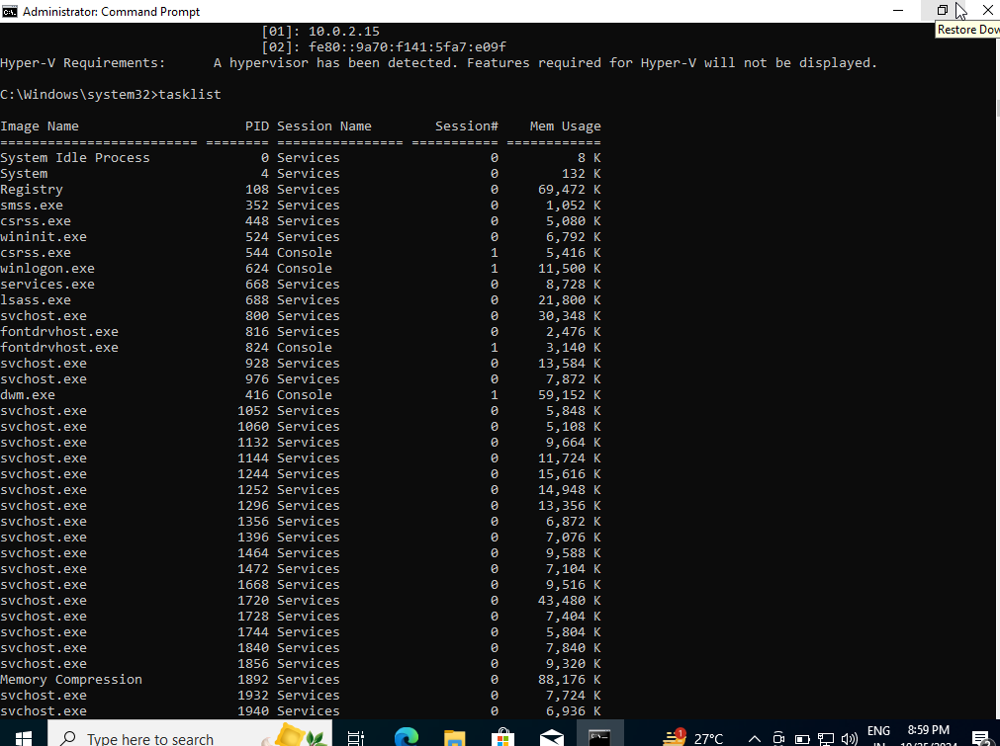 Administrator: Command Prompt
Restore Dow
[01]: 10.0.2.15
[02]: fe80::9a70:f141:5fa7:e09f
Hyper-V Requirements:      A hypervisor has been detected. Features required for Hyper-V will not be displayed.
C:\Windows\system32>tasklist
Image Name                     PID Session Name        Session#    Mem Usage
========================= ======== ================ =========== ============
System Idle Process              0 Services                   0          8 K
System                           4 Services                   0        132 K
Registry                       108 Services                   0     69,472 K
smss.exe                       352 Services                   0      1,052 K
csrss.exe                      448 Services                   0      5,080 K
wininit.exe                    524 Services                   0      6,792 K
csrss.exe                      544 Console                    1      5,416 K
winlogon.exe                   624 Console                    1     11,500 K
services.exe                   668 Services                   0      8,728 K
lsass.exe                      688 Services                   0     21,800 K
svchost.exe                    800 Services                   0     30,348 K
fontdrvhost.exe                816 Services                   0      2,476 K
fontdrvhost.exe                824 Console                    1      3,140 K
svchost.exe                    928 Services                   0     13,584 K
svchost.exe                    976 Services                   0      7,872 K
dwm.exe                        416 Console                    1     59,152 K
svchost.exe                   1052 Services                   0      5,848 K
svchost.exe                   1060 Services                   0      5,108 K
svchost.exe                   1132 Services                   0      9,664 K
svchost.exe                   1144 Services                   0     11,724 K
svchost.exe                   1244 Services                   0     15,616 K
svchost.exe                   1252 Services                   0     14,948 K
svchost.exe                   1296 Services                   0     13,356 K
svchost.exe                   1356 Services                   0      6,872 K
svchost.exe                   1396 Services                   0      7,076 K
svchost.exe                   1464 Services                   0      9,588 K
svchost.exe                   1472 Services                   0      7,104 K
svchost.exe                   1668 Services                   0      9,516 K
svchost.exe                   1720 Services                   0     43,480 K
svchost.exe                   1728 Services                   0      7,404 K
svchost.exe                   1744 Services                   0      5,804 K
svchost.exe                   1840 Services                   0      7,840 K
svchost.exe                   1856 Services                   0      9,320 K
Memory Compression            1892 Services                   0     88,176 K
svchost.exe                   1932 Services                   0      7,724 K
svchost.exe                   1940 Services                   0      6,936 K
Type here to search
1
27°C
ENG
8:59 PM